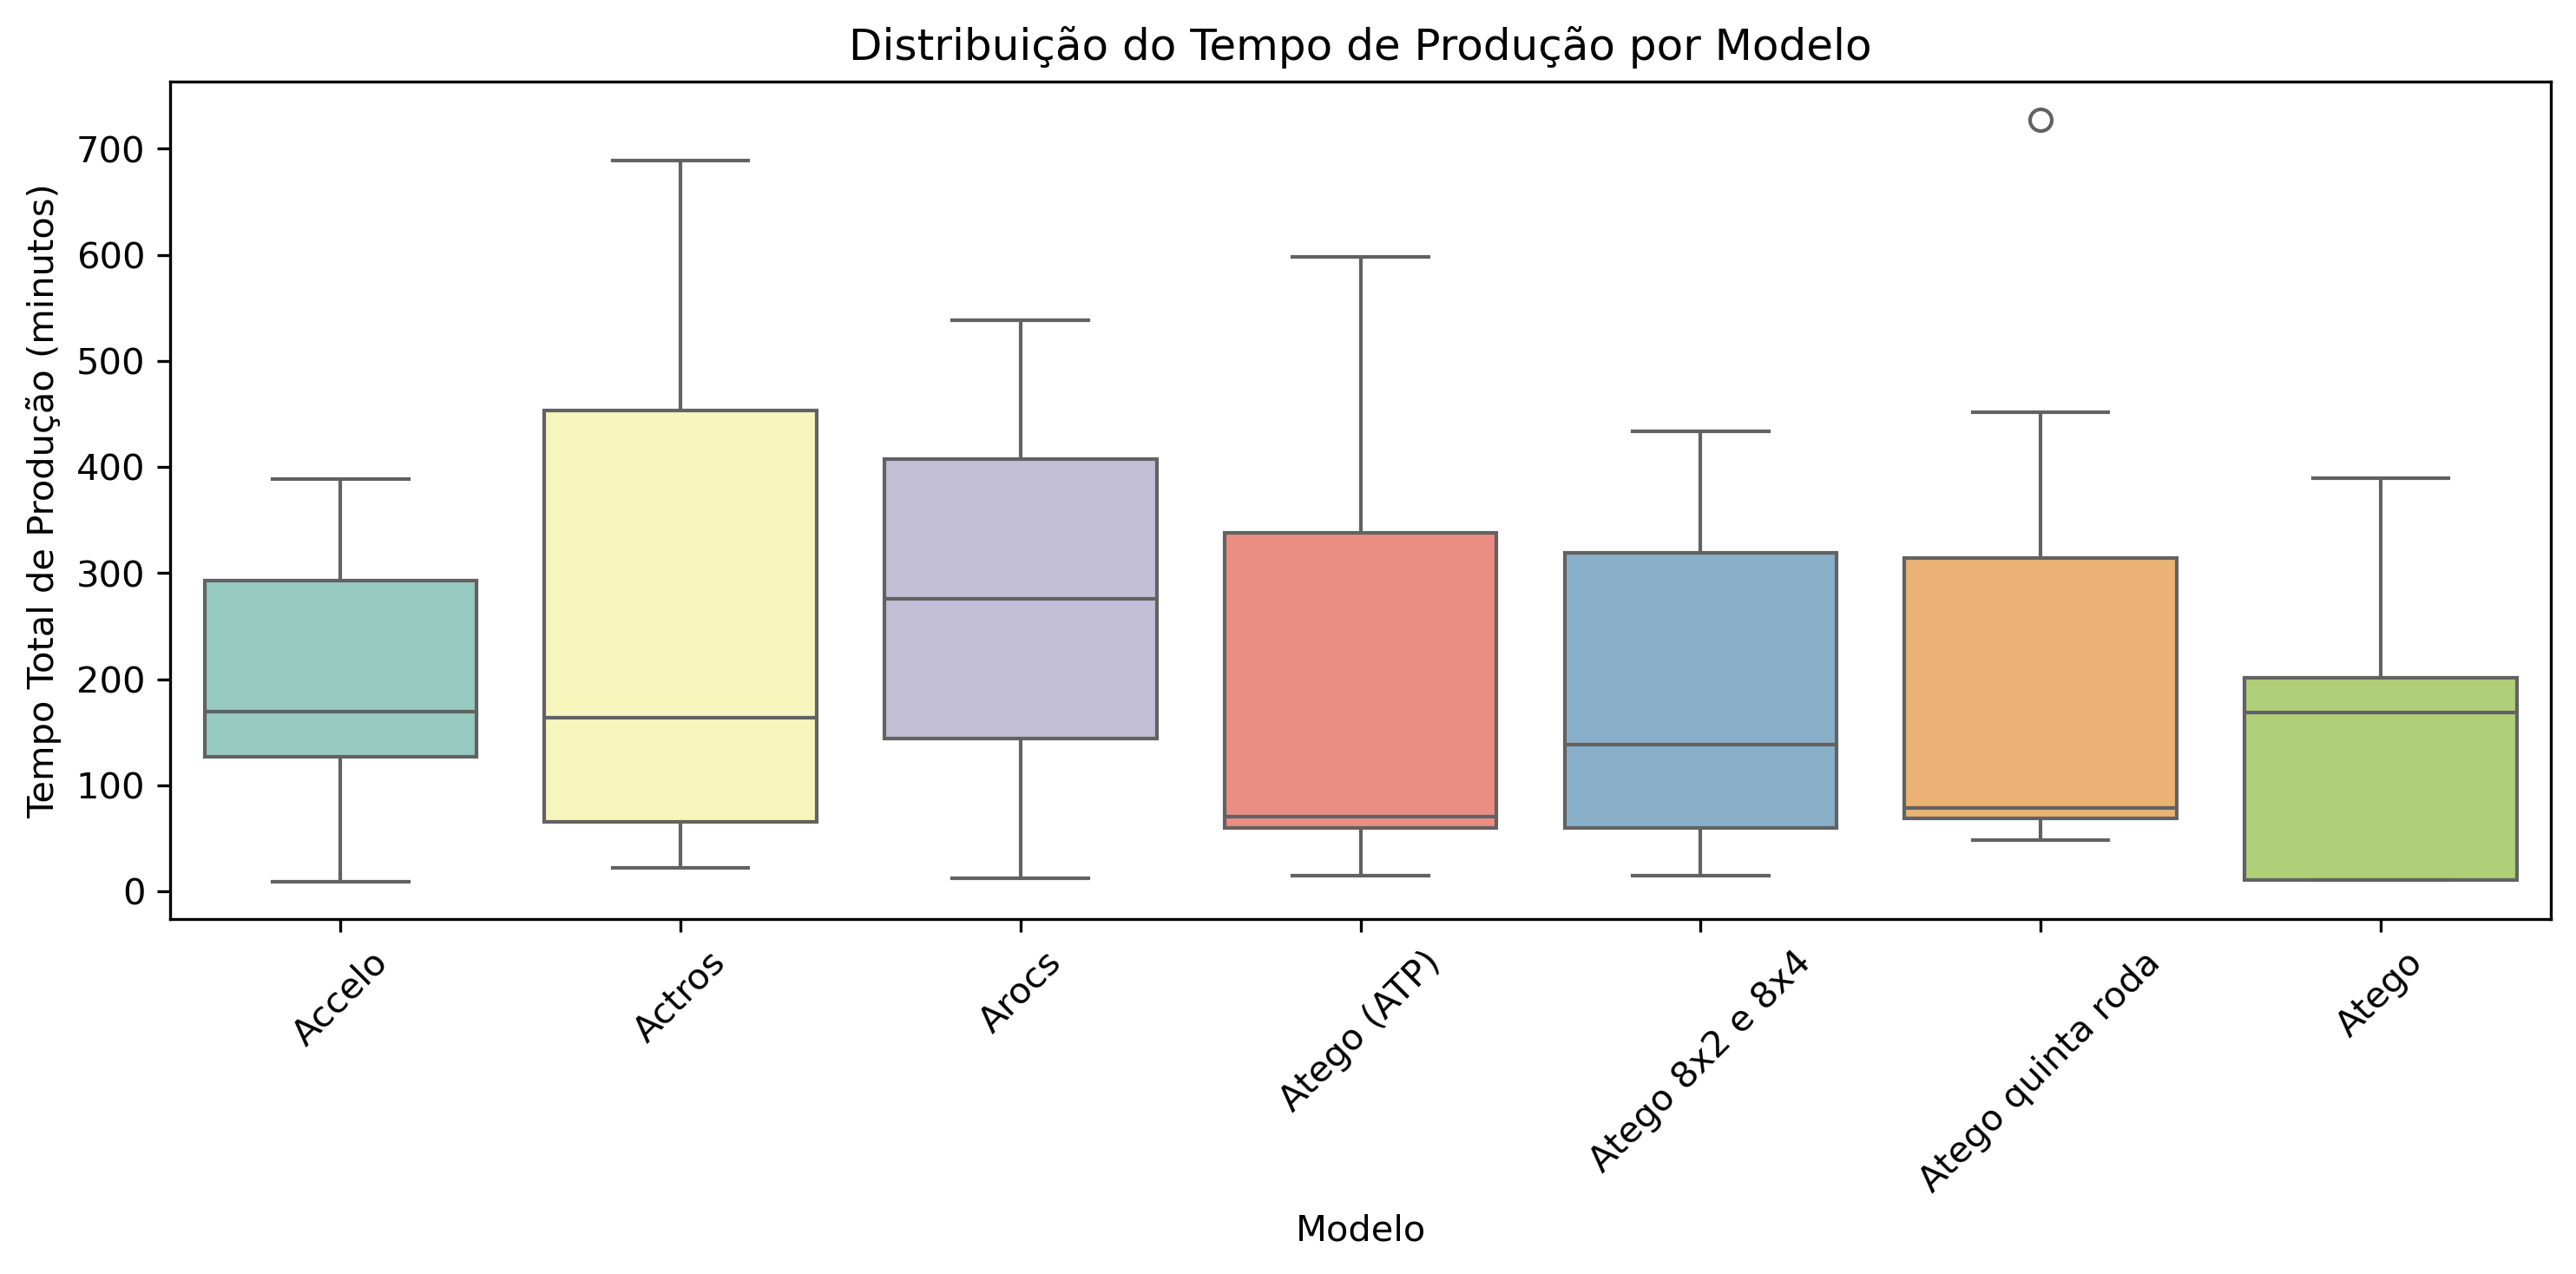 Distribuição do Tempo de Produção por Modelo
Tempo Total de Produção (minutos)
700
600
500
400
300
200
100
0
Accelo
Actros
Arocs
Atego (ATP)
Atego 8x2 e 8x4
Atego quinta roda
Atego
Modelo